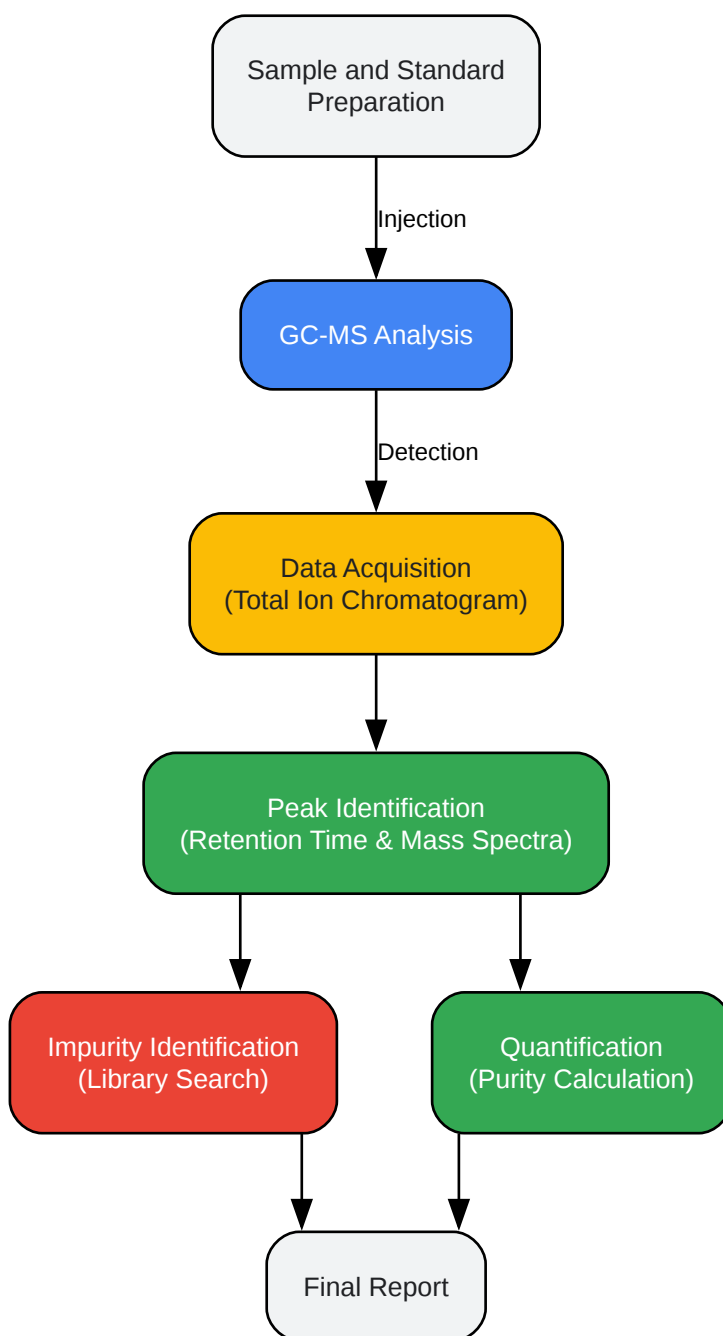 Sample and Standard
Preparation
Injection
GC-MS Analysis
Detection
Data Acquisition
(Total Ion Chromatogram)
Peak Identification
(Retention Time & Mass Spectra)
Impurity Identification
(Library Search)
Quantification
(Purity Calculation)
Final Report